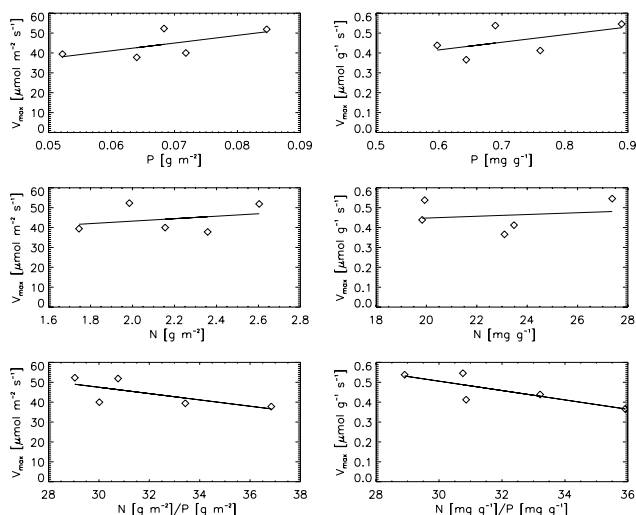 V_max [μmol m⁻² s⁻¹]
60
50
40
30
20
10
0
0.05 0.06 0.07 0.08 0.09
P [g m⁻²]
V_max [μmol g⁻¹ s⁻¹]
0.6
0.5
0.4
0.3
0.2
0.1
0.0
0.5 0.6 0.7 0.8 0.9
P [mg g⁻¹]
V_max [μmol m⁻² s⁻¹]
60
50
40
30
20
10
0
1.6 1.8 2.0 2.2 2.4 2.6 2.8
N [g m⁻²]
V_max [μmol g⁻¹ s⁻¹]
0.6
0.5
0.4
0.3
0.2
0.1
0.0
18 20 22 24 26 28
N [mg g⁻¹]
V_max [μmol m⁻² s⁻¹]
60
50
40
30
20
10
0
28 30 32 34 36 38
N [g m⁻²]/P [g m⁻²]
V_max [μmol g⁻¹ s⁻¹]
0.6
0.5
0.4
0.3
0.2
0.1
0.0
28 30 32 34 36
N [mg g⁻¹]/P [mg g⁻¹]